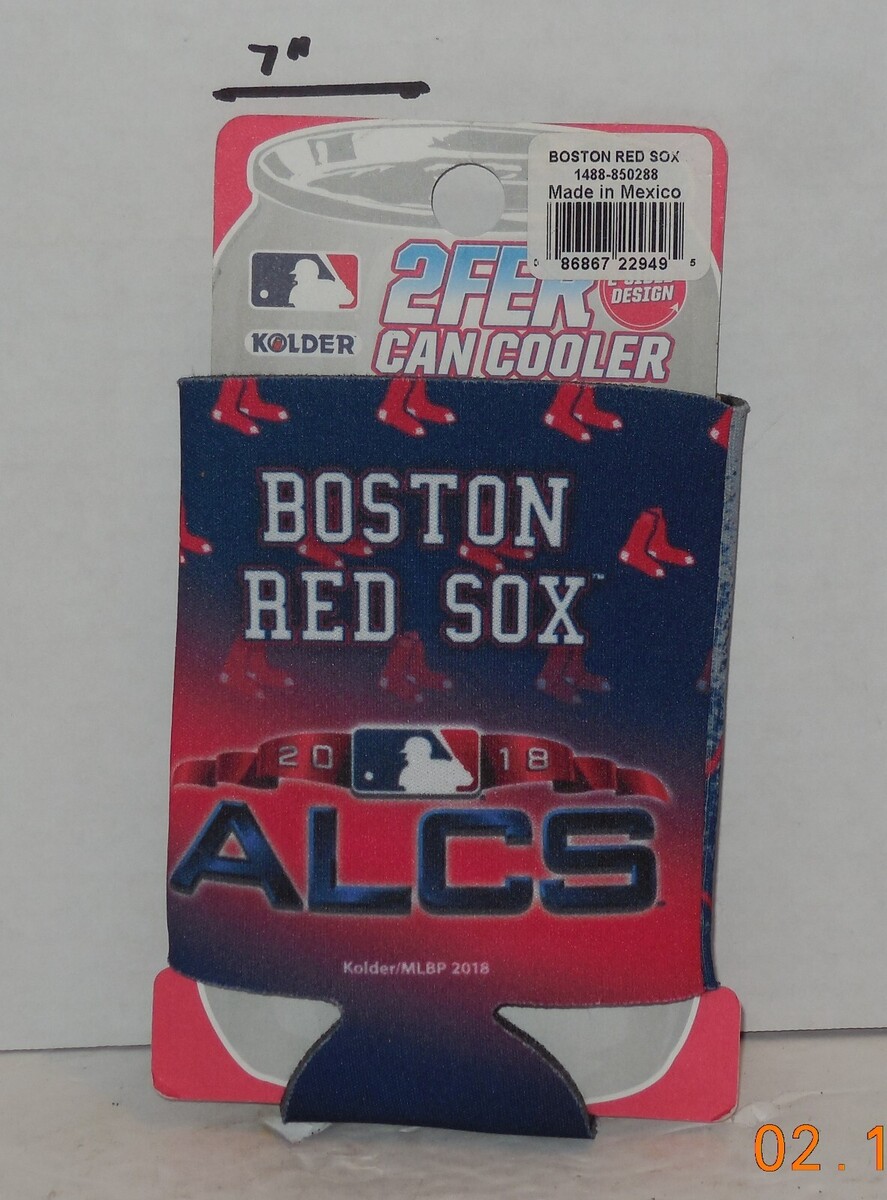 7"
BOSTON RED SOX
1488-850288
Made in Mexico
86867 22949 5
2FER
DESIGN
KOLDER
CAN COOLER
BOSTON
RED SOX™
20 18
ALCS
Kolder/MLBP 2018
02.1